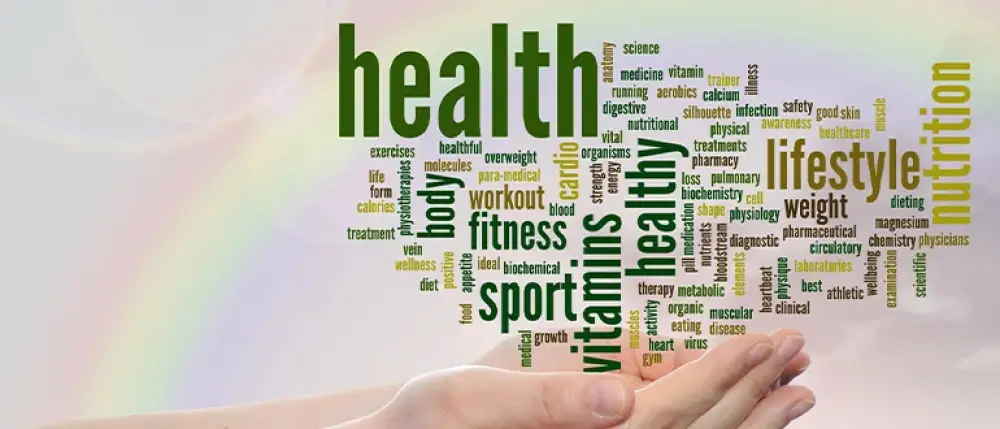 health
anatomy
science
medicine
vitamin
trainer
illness
running
aerobics
calcium
digestive
silhouette
infection
safety
good skin
muscle
nutrition
nutritional
physical
awareness
healthcare
vital
exercises
healthful
overweight
cardio
organisms
treatments
pharmacy
lifestyle
life
molecules
para-medical
strength
energy
healthy
loss
pulmonary
form
physiotherapies
body
workout
biochemistry
cell
dieting
calories
blood
shape
physiology
weight
magnesium
treatment
fitness
vitamins
pill
medication
nutrients
bloodstream
diagnostic
pharmaceutical
circulatory
chemistry
physicians
vein
wellness
positive
appetite
ideal
biochemical
elements
heartbeat
physique
laboratories
wellbeing
examination
scientific
diet
sport
therapy
metabolic
best
athletic
clinical
food
muscles
activity
organic
muscular
medical
growth
eating
disease
heart
virus
gym